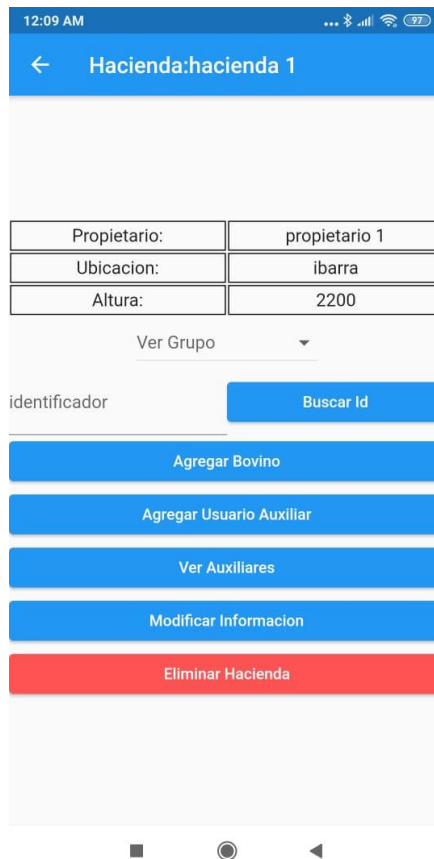 12:09 AM 97
Hacienda:hacienda 1
Propietario: propietario 1
Ubicacion: ibarra
Altura: 2200
Ver Grupo
identificador Buscar Id
Agregar Bovino
Agregar Usuario Auxiliar
Ver Auxiliares
Modificar Informacion
Eliminar Hacienda